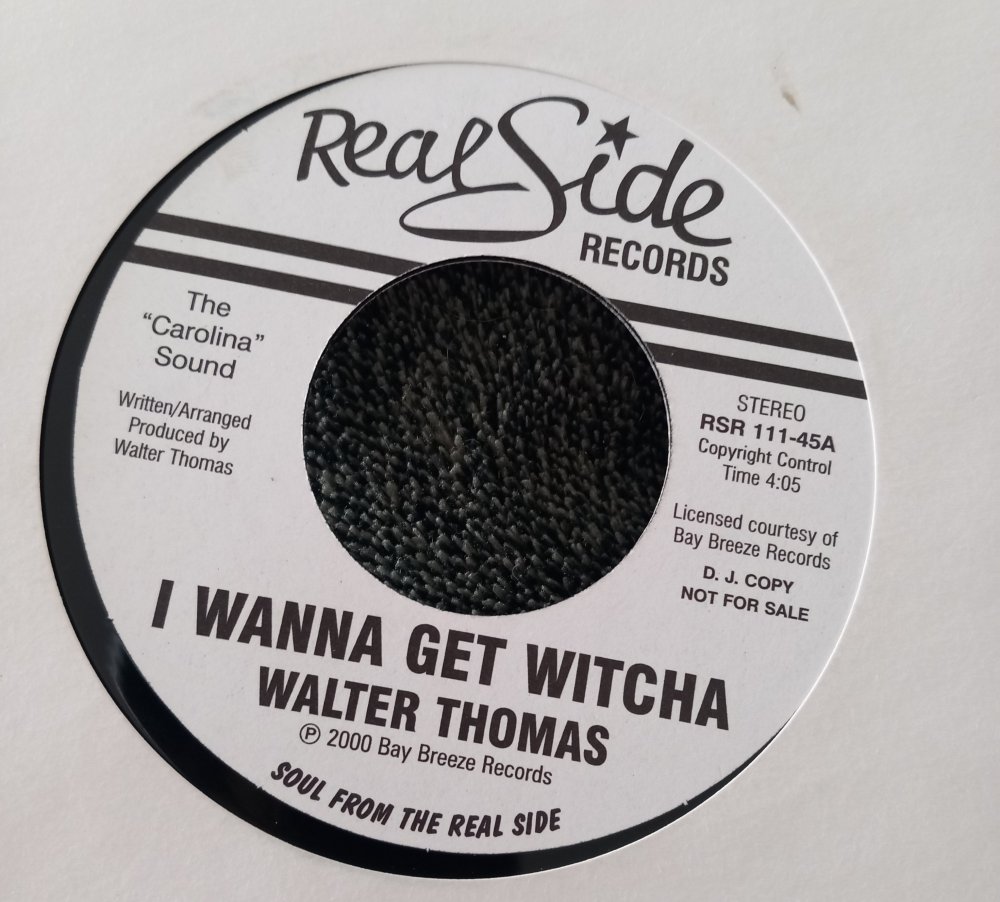 Real Side
RECORDS
The
“Carolina”
Sound
Written/Arranged
Produced by
Walter Thomas
STEREO
RSR 111-45A
Copyright Control
Time 4:05
Licensed courtesy of
Bay Breeze Records
D. J. COPY
NOT FOR SALE
I WANNA GET WITCHA
WALTER THOMAS
℗ 2000 Bay Breeze Records
SOUL FROM THE REAL SIDE